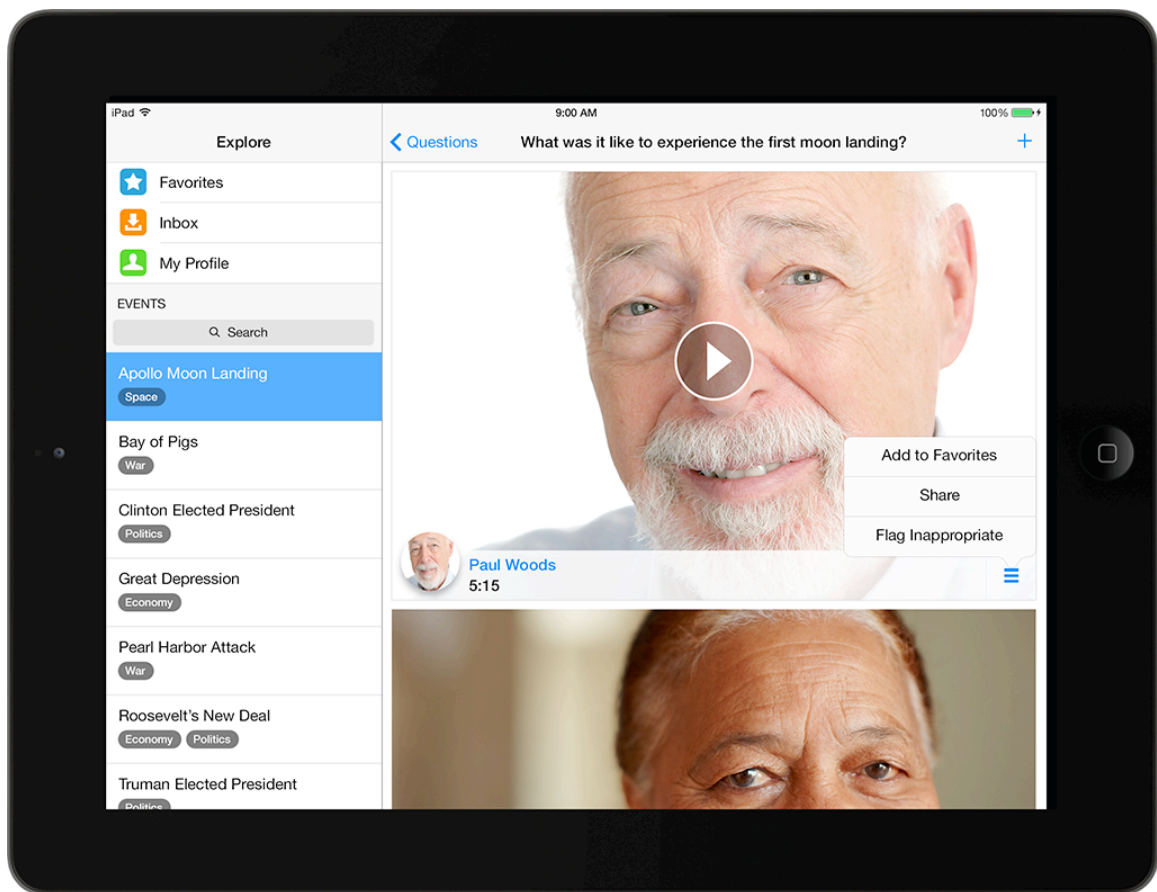 iPad 9:00 AM 100%
Explore
Questions What was it like to experience the first moon landing? +
Favorites
Inbox
My Profile
EVENTS
Search
Apollo Moon Landing
Space
Bay of Pigs
War
Clinton Elected President
Politics
Great Depression
Economy
Pearl Harbor Attack
War
Roosevelt's New Deal
Economy Politics
Truman Elected President
Politics
Add to Favorites
Share
Flag Inappropriate
Paul Woods
5:15